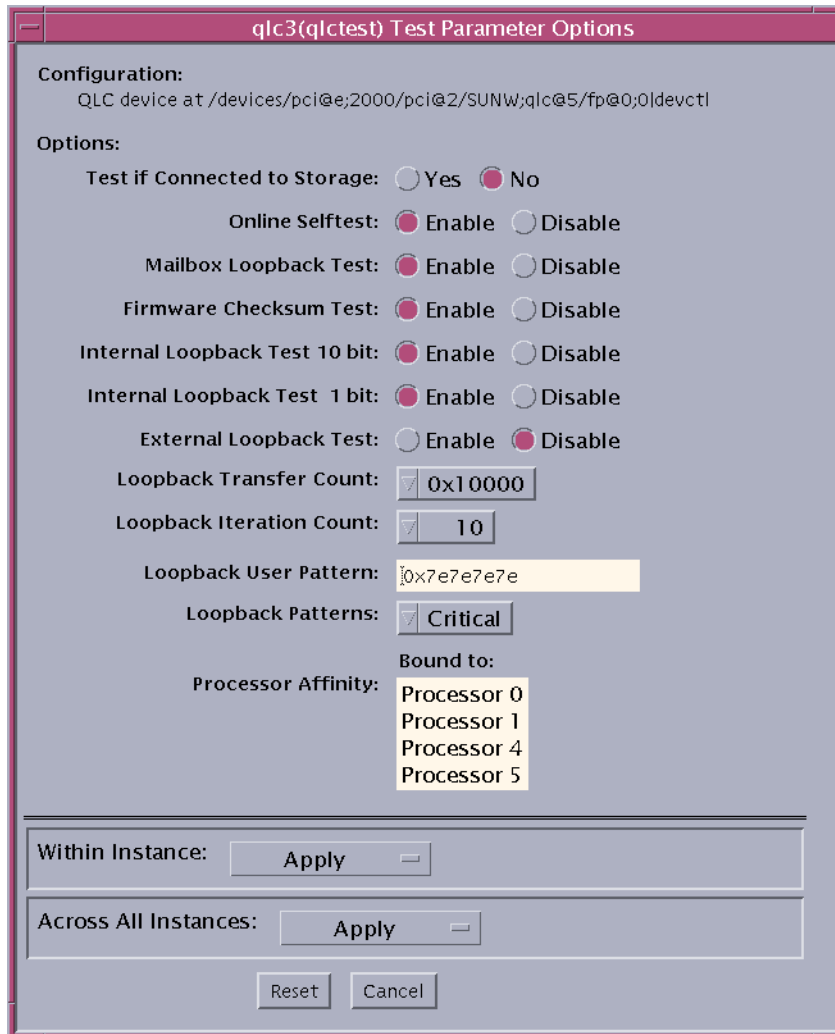 qlc3(qlctest) Test Parameter Options
Configuration:
QLC device at /devices/pci@e;2000/pci@2/SUNW;qlc@5/fp@0;0|devctl
Options:
Test if Connected to Storage: Yes No
Online Selftest: Enable Disable
Mailbox Loopback Test: Enable Disable
Firmware Checksum Test: Enable Disable
Internal Loopback Test 10 bit: Enable Disable
Internal Loopback Test 1 bit: Enable Disable
External Loopback Test: Enable Disable
Loopback Transfer Count: 0x10000
Loopback Iteration Count: 10
Loopback User Pattern: 0x7e7e7e7e
Loopback Patterns: Critical
Bound to:
Processor Affinity:
Processor 0
Processor 1
Processor 4
Processor 5
Within Instance: Apply
Across All Instances: Apply
Reset Cancel